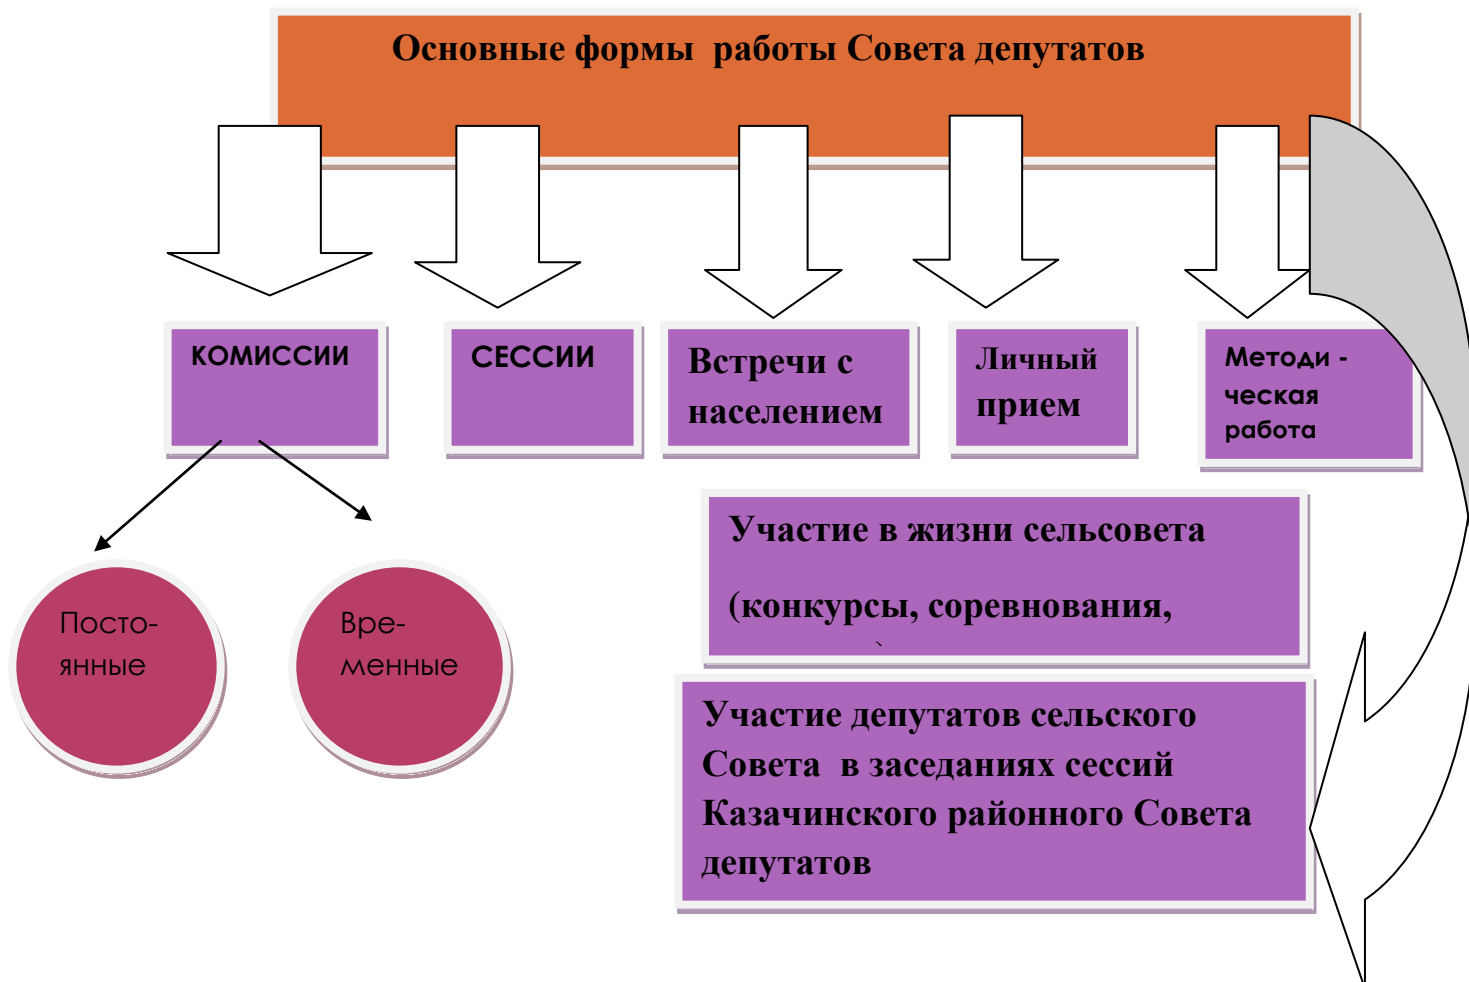 Основные формы работы Совета депутатов
КОМИССИИ
СЕССИИ
Встречи с
населением
Личный
прием
Методи -
ческая
работа
Посто-
янные
Вре-
менные
Участие в жизни сельсовета
(конкурсы, соревнования,
Участие депутатов сельского
Совета в заседаниях сессий
Казачинского районного Совета
депутатов